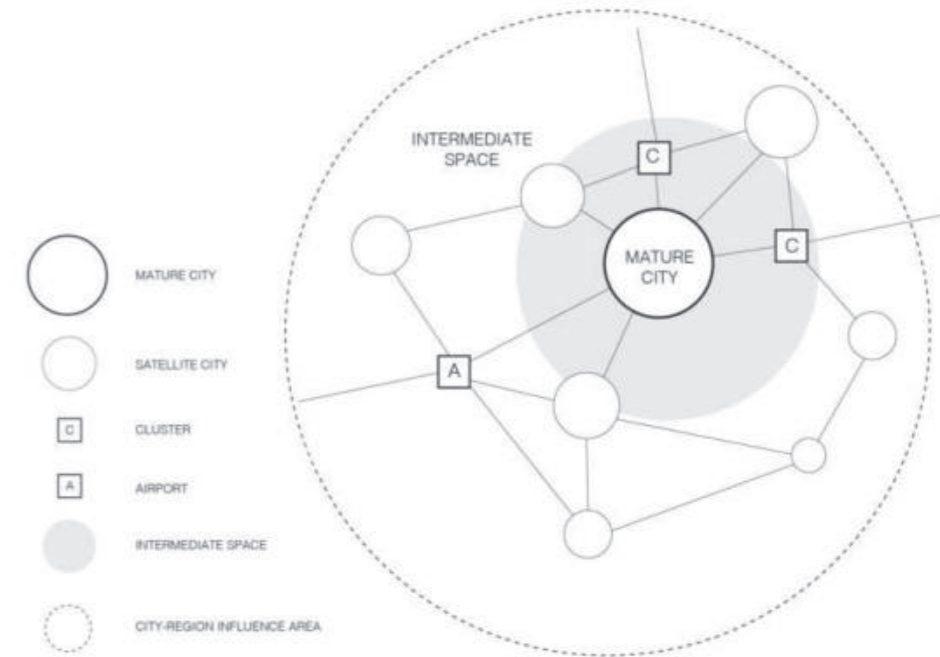 INTERMEDIATE
SPACE
C
C
MATURE
CITY
A
MATURE CITY
SATELLITE CITY
C
CLUSTER
A
AIRPORT
INTERMEDIATE SPACE
CITY-REGION INFLUENCE AREA